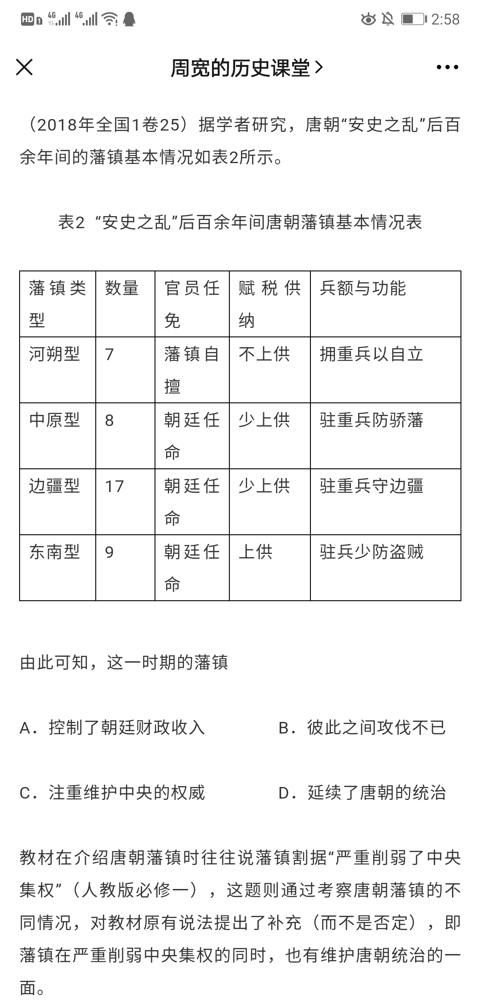 HD 1 4G 4G 2:58
周宽的历史课堂
（2018年全国1卷25）据学者研究，唐朝“安史之乱”后百
余年间的藩镇基本情况如表2所示。
表2 “安史之乱”后百余年间唐朝藩镇基本情况表
藩镇类型 数量 官员任免 赋税供纳 兵额与功能
河朔型 7 藩镇自擅 不上供 拥重兵以自立
中原型 8 朝廷任命 少上供 驻重兵防骄藩
边疆型 17 朝廷任命 少上供 驻重兵守边疆
东南型 9 朝廷任命 上供 驻兵少防盗贼
由此可知，这一时期的藩镇
A．控制了朝廷财政收入 B．彼此之间攻伐不已
C．注重维护中央的权威 D．延续了唐朝的统治
教材在介绍唐朝藩镇时往往说藩镇割据“严重削弱了中央
集权”（人教版必修一），这题则通过考察唐朝藩镇的不
同情况，对教材原有说法提出了补充（而不是否定），即
藩镇在严重削弱中央集权的同时，也有维护唐朝统治的一
面。